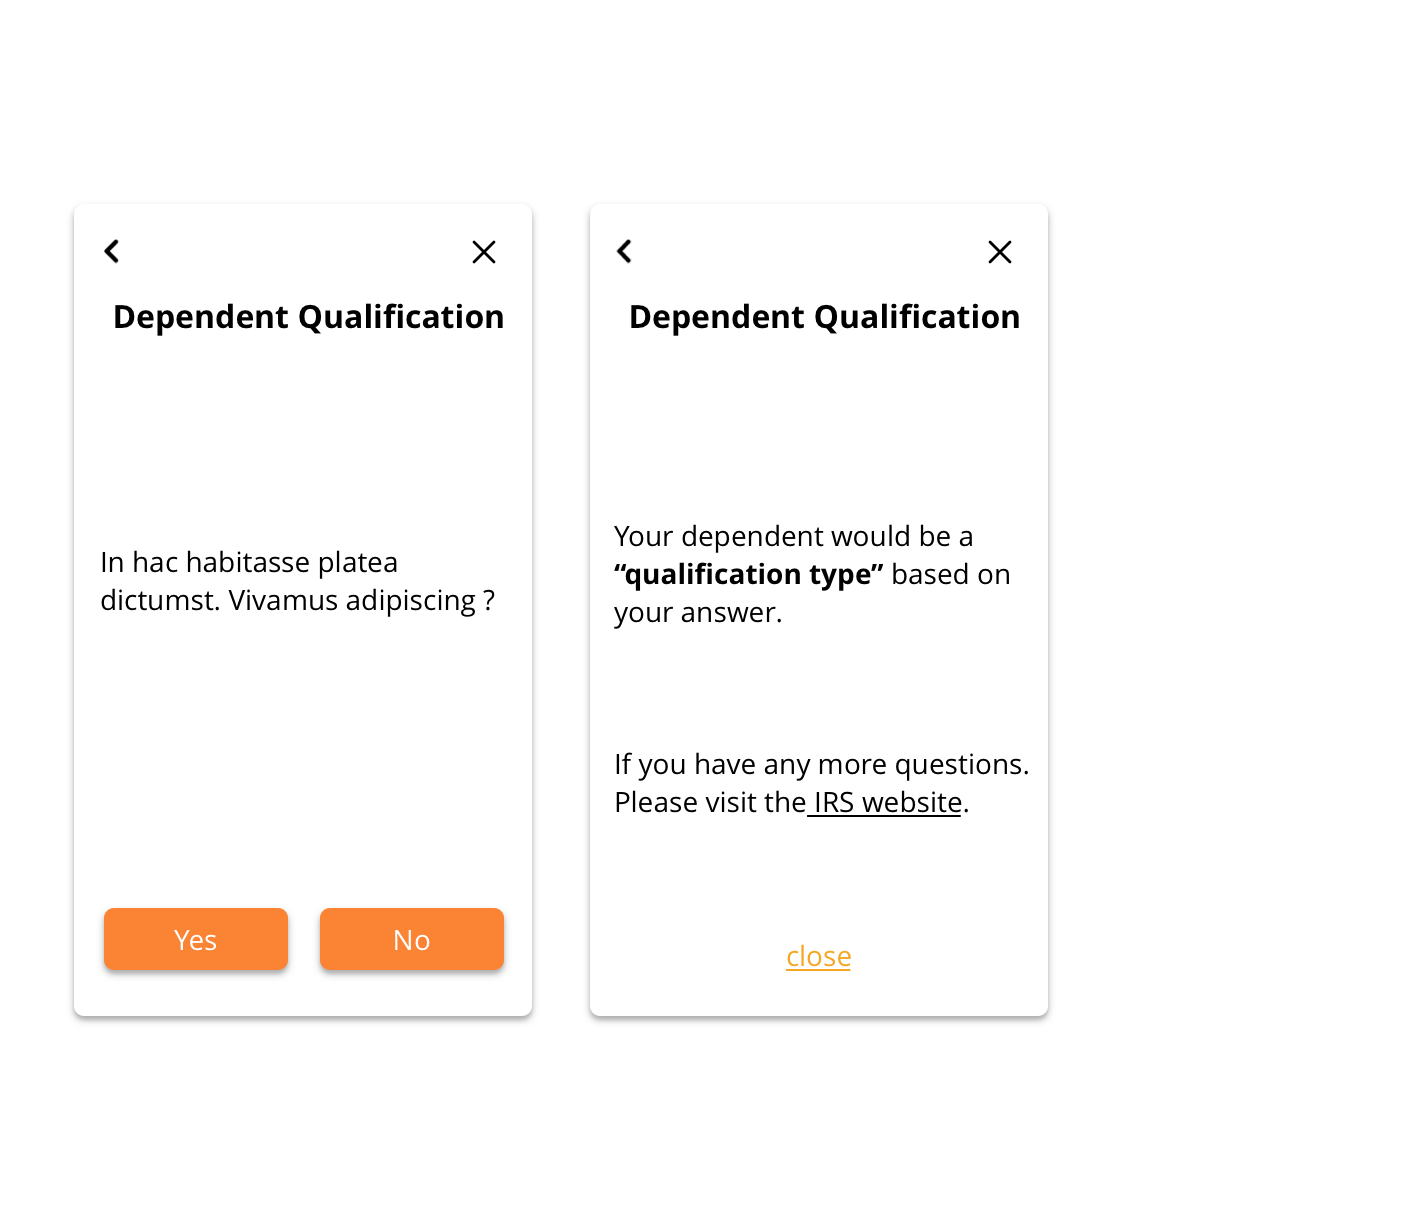 Dependent Qualification
In hac habitasse platea
dictumst. Vivamus adipiscing ?
Yes
No
Dependent Qualification
Your dependent would be a
“qualification type” based on
your answer.
If you have any more questions.
Please visit the IRS website.
close